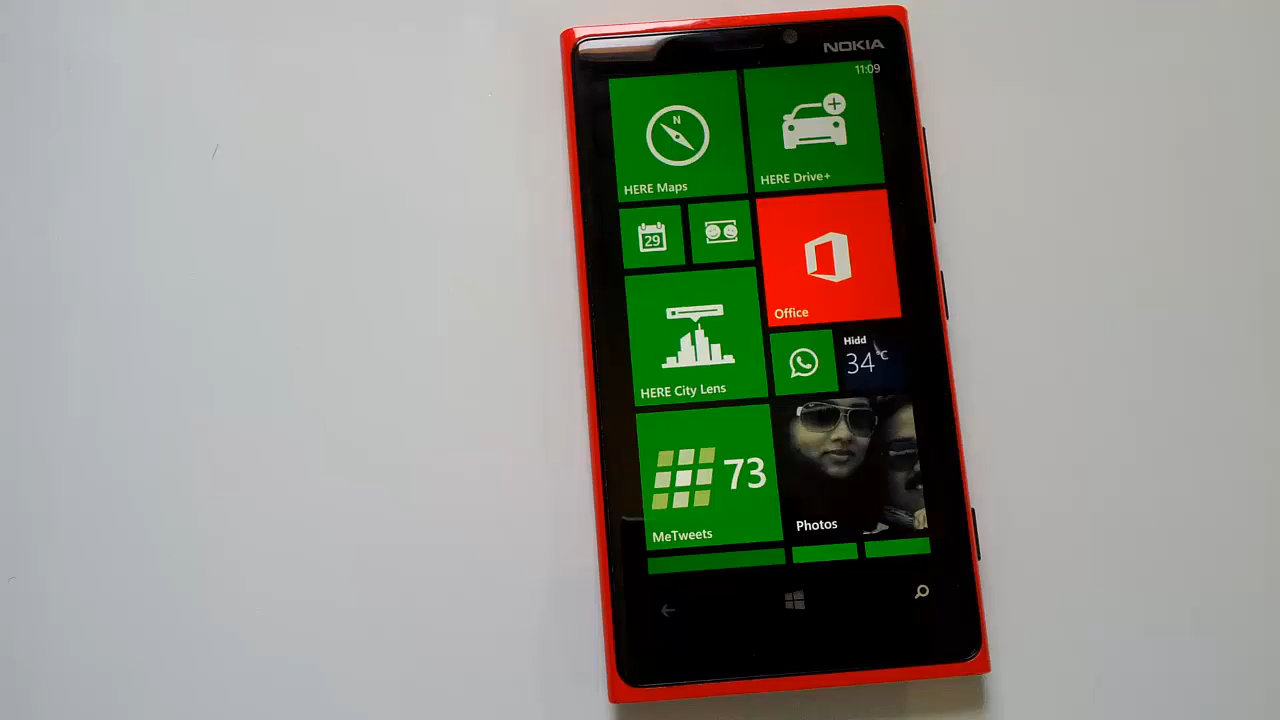 NOKIA
11:09
N
HERE Maps
HERE Drive+
29
Office
HERE City Lens
Hidd
34°C
73
MeTweets
Photos